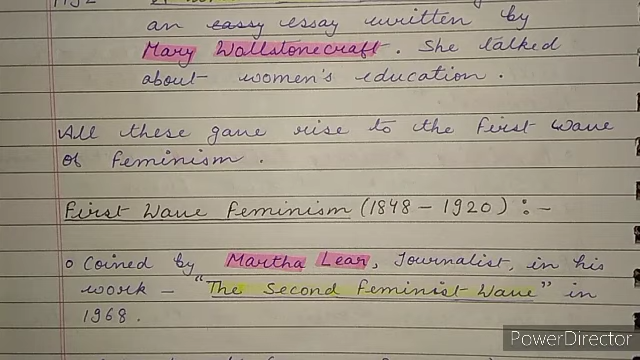 an essay essay written by
Mary Wollstonecraft. She talked
about women's education.
All these gave rise to the first wave
of feminism.
First Wave Feminism (1848 - 1920) :-
o Coined by Martha Lear, Journalist, in his
work - "The Second Feminist Wave" in
1968.
PowerDirector